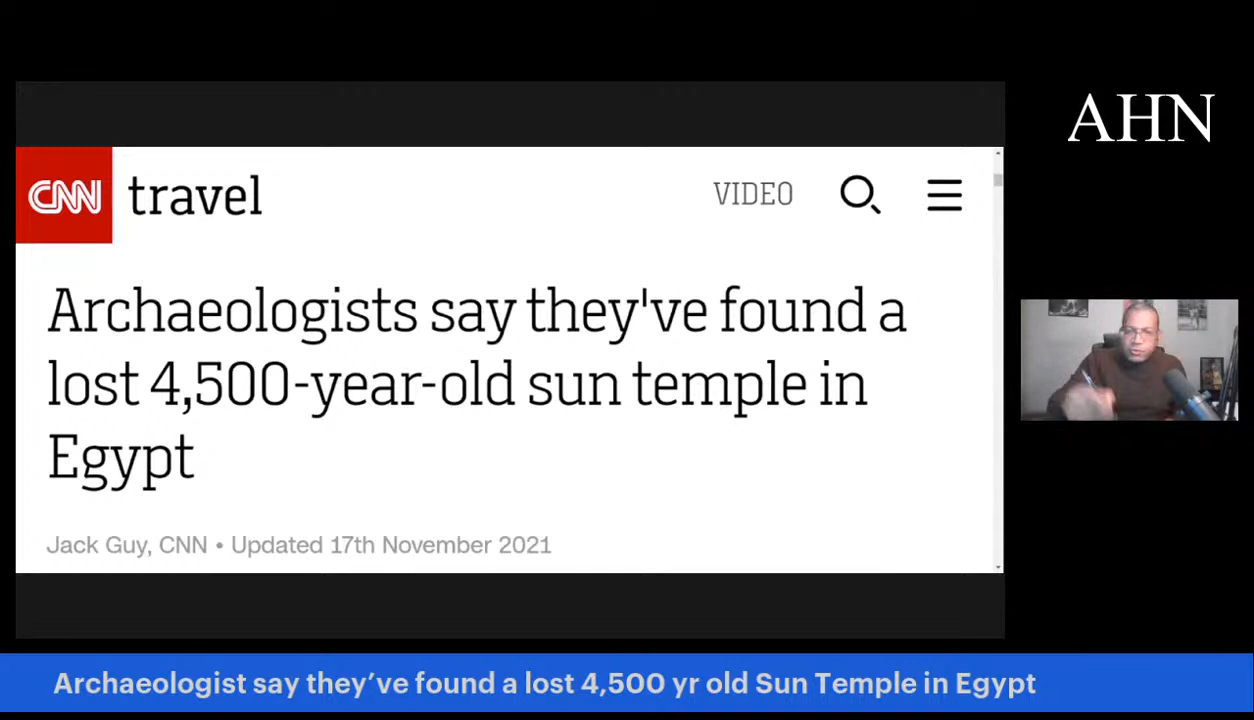 AHN
CNN travel VIDEO
Archaeologists say they've found a
lost 4,500-year-old sun temple in
Egypt
Jack Guy, CNN • Updated 17th November 2021
Archaeologist say they’ve found a lost 4,500 yr old Sun Temple in Egypt